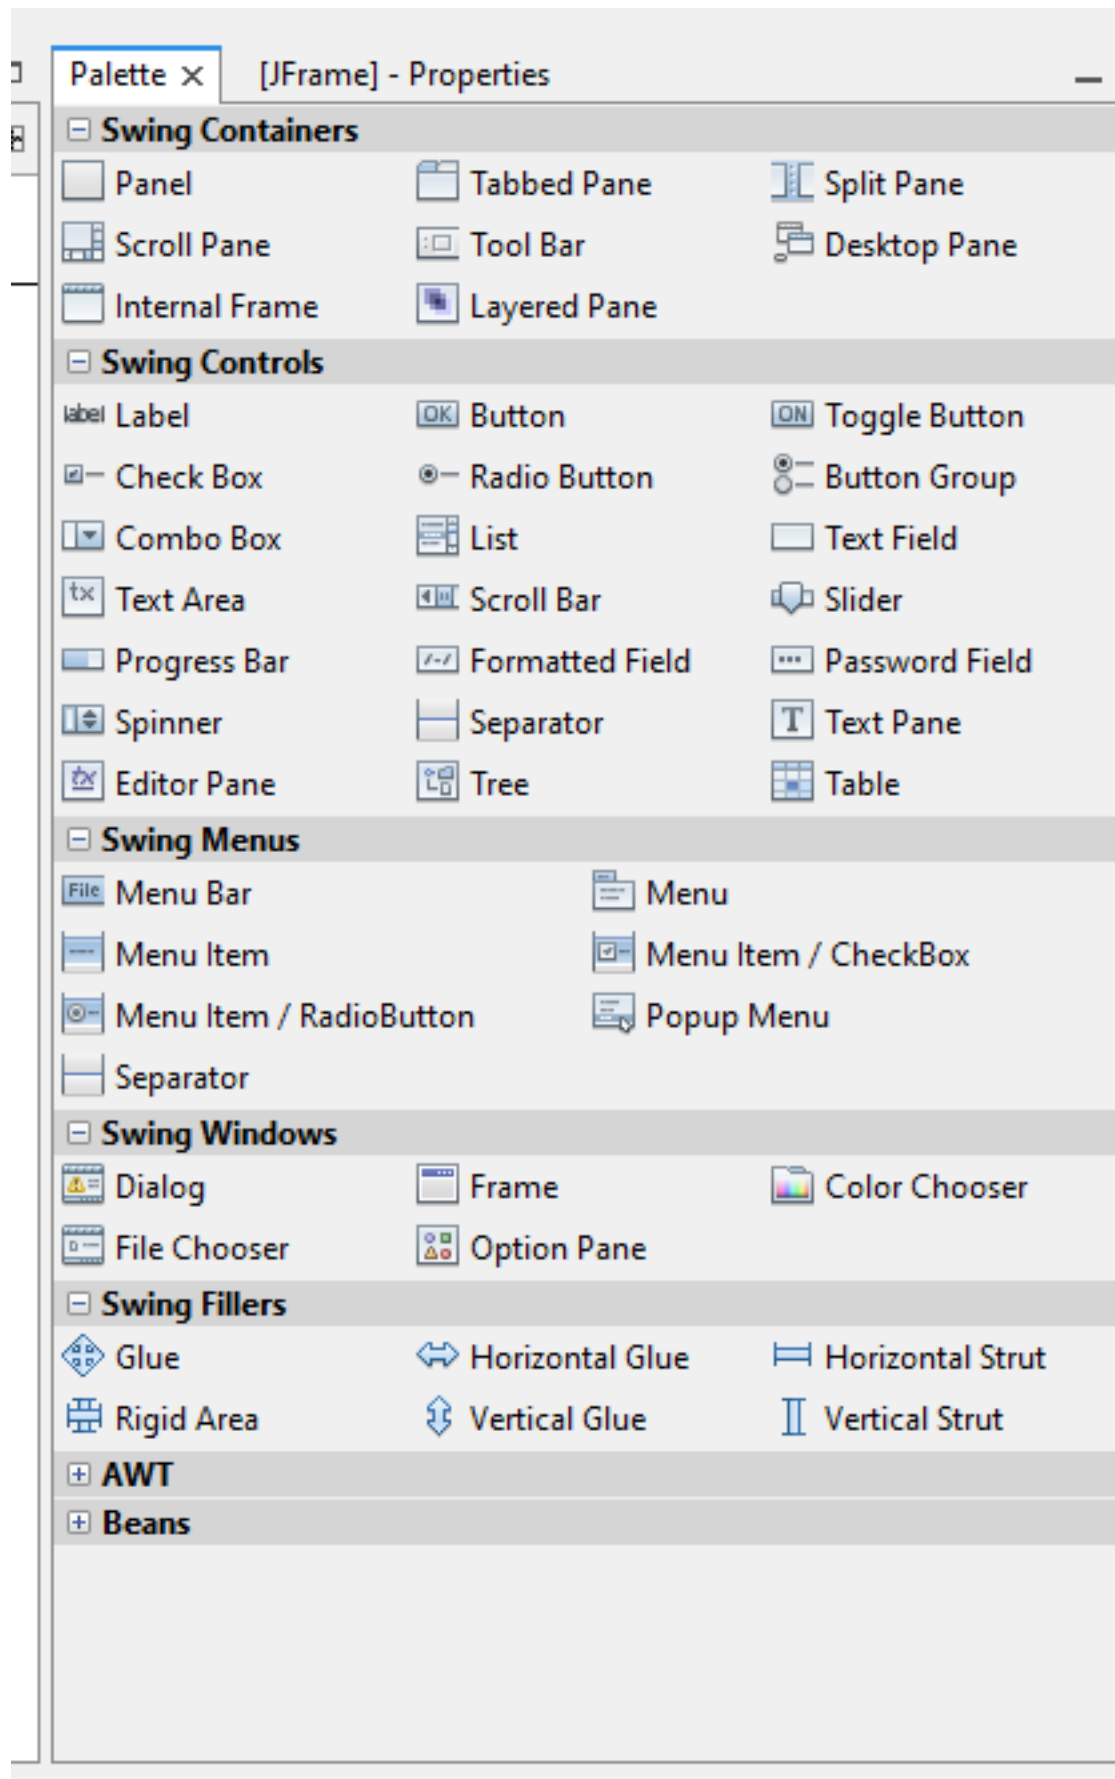 Palette [JFrame] - Properties
Swing Containers
Panel Tabbed Pane Split Pane
Scroll Pane Tool Bar Desktop Pane
Internal Frame Layered Pane
Swing Controls
label Label OK Button ON Toggle Button
Check Box Radio Button Button Group
Combo Box List Text Field
tx Text Area Scroll Bar Slider
Progress Bar Formatted Field Password Field
Spinner Separator T Text Pane
tx Editor Pane Tree Table
Swing Menus
File Menu Bar Menu
Menu Item Menu Item / CheckBox
Menu Item / RadioButton Popup Menu
Separator
Swing Windows
Dialog Frame Color Chooser
File Chooser Option Pane
Swing Fillers
Glue Horizontal Glue Horizontal Strut
Rigid Area Vertical Glue Vertical Strut
AWT
Beans